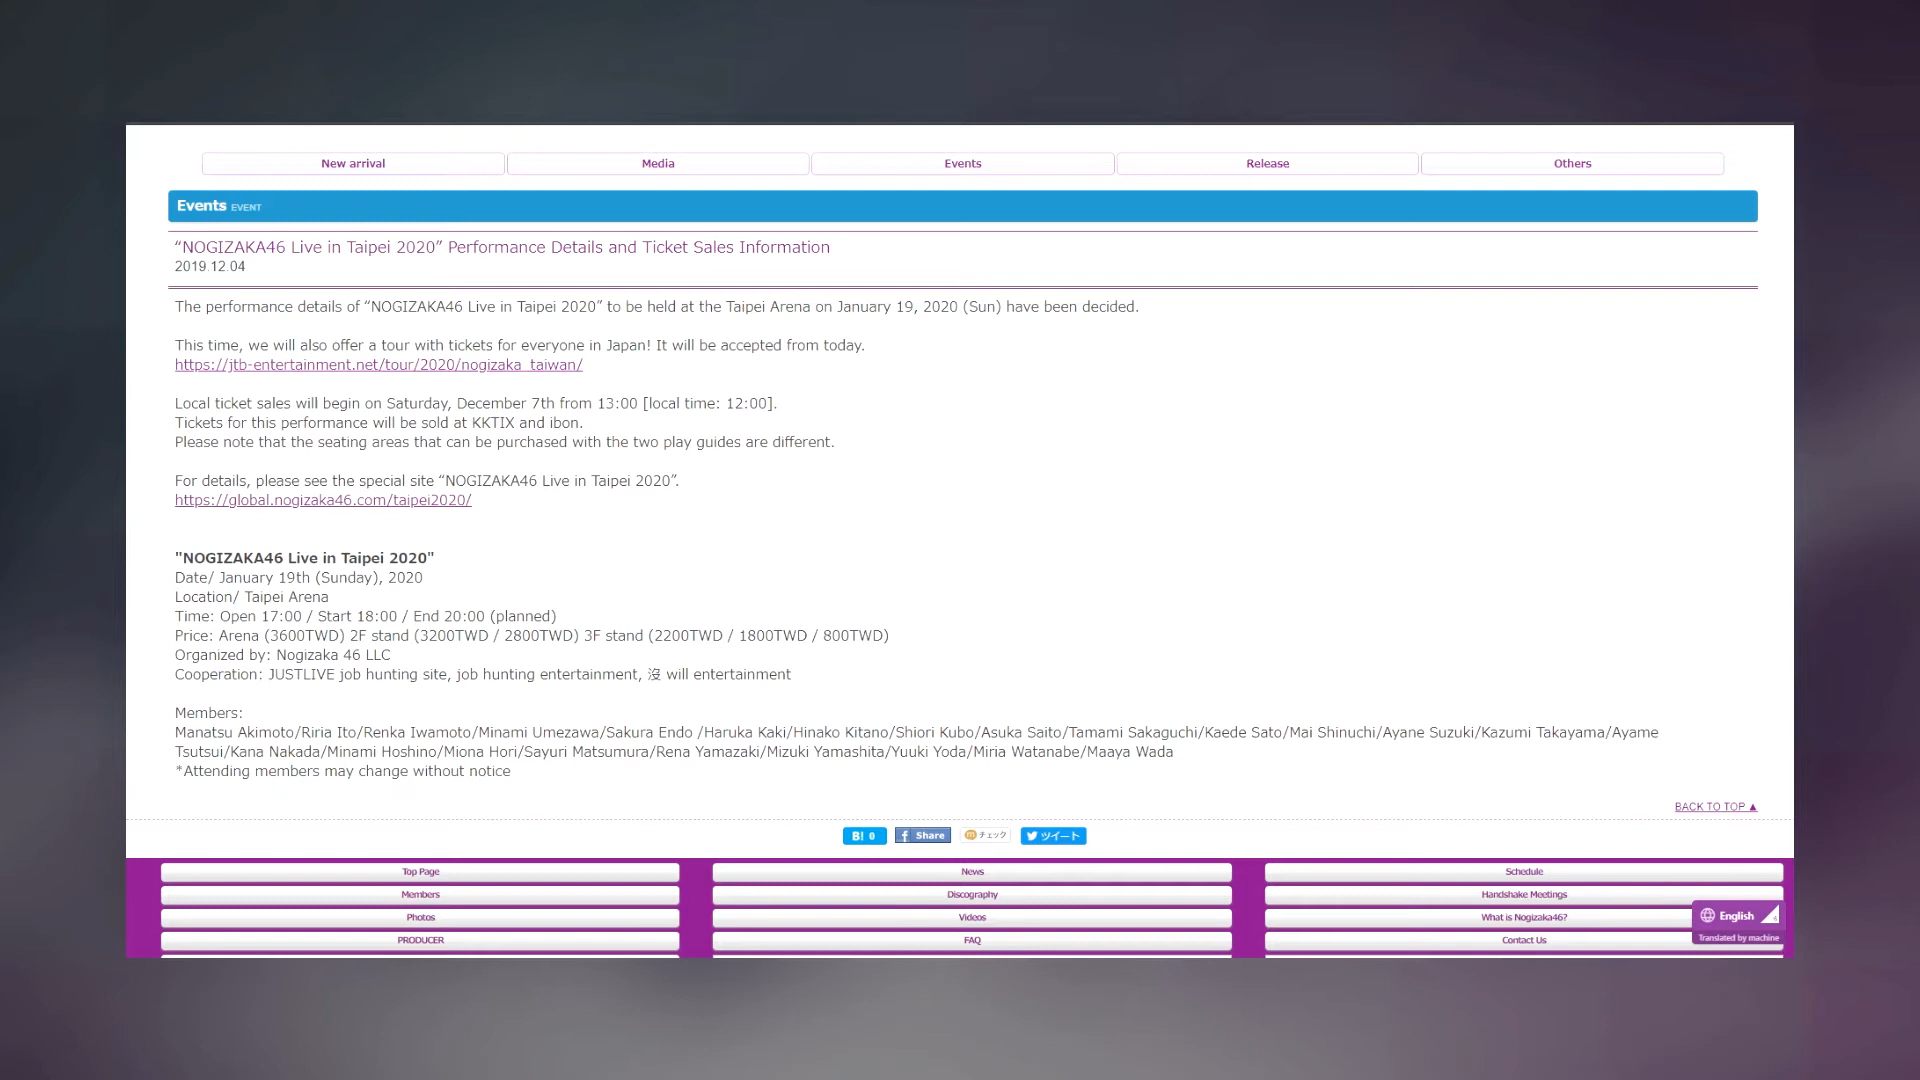 New arrival
Media
Events
Release
Others
Events EVENT
“NOGIZAKA46 Live in Taipei 2020” Performance Details and Ticket Sales Information
2019.12.04
The performance details of “NOGIZAKA46 Live in Taipei 2020” to be held at the Taipei Arena on January 19, 2020 (Sun) have been decided.
This time, we will also offer a tour with tickets for everyone in Japan! It will be accepted from today.
https://jtb-entertainment.net/tour/2020/nogizaka_taiwan/
Local ticket sales will begin on Saturday, December 7th from 13:00 [local time: 12:00].
Tickets for this performance will be sold at KKTIX and ibon.
Please note that the seating areas that can be purchased with the two play guides are different.
For details, please see the special site “NOGIZAKA46 Live in Taipei 2020”.
https://global.nogizaka46.com/taipei2020/
"NOGIZAKA46 Live in Taipei 2020"
Date/ January 19th (Sunday), 2020
Location/ Taipei Arena
Time: Open 17:00 / Start 18:00 / End 20:00 (planned)
Price: Arena (3600TWD) 2F stand (3200TWD / 2800TWD) 3F stand (2200TWD / 1800TWD / 800TWD)
Organized by: Nogizaka 46 LLC
Cooperation: JUSTLIVE job hunting site, job hunting entertainment, 沒 will entertainment
Members:
Manatsu Akimoto/Riria Ito/Renka Iwamoto/Minami Umezawa/Sakura Endo /Haruka Kaki/Hinako Kitano/Shiori Kubo/Asuka Saito/Tamami Sakaguchi/Kaede Sato/Mai Shinuchi/Ayane Suzuki/Kazumi Takayama/Ayame
Tsutsui/Kana Nakada/Minami Hoshino/Miona Hori/Sayuri Matsumura/Rena Yamazaki/Mizuki Yamashita/Yuuki Yoda/Miria Watanabe/Maaya Wada
*Attending members may change without notice
BACK TO TOP ▲
B! 0
f Share
m チェック
ツイート
Top Page
News
Schedule
Members
Discography
Handshake Meetings
Photos
Videos
What is Nogizaka46?
PRODUCER
FAQ
Contact Us
English
Translated by machine